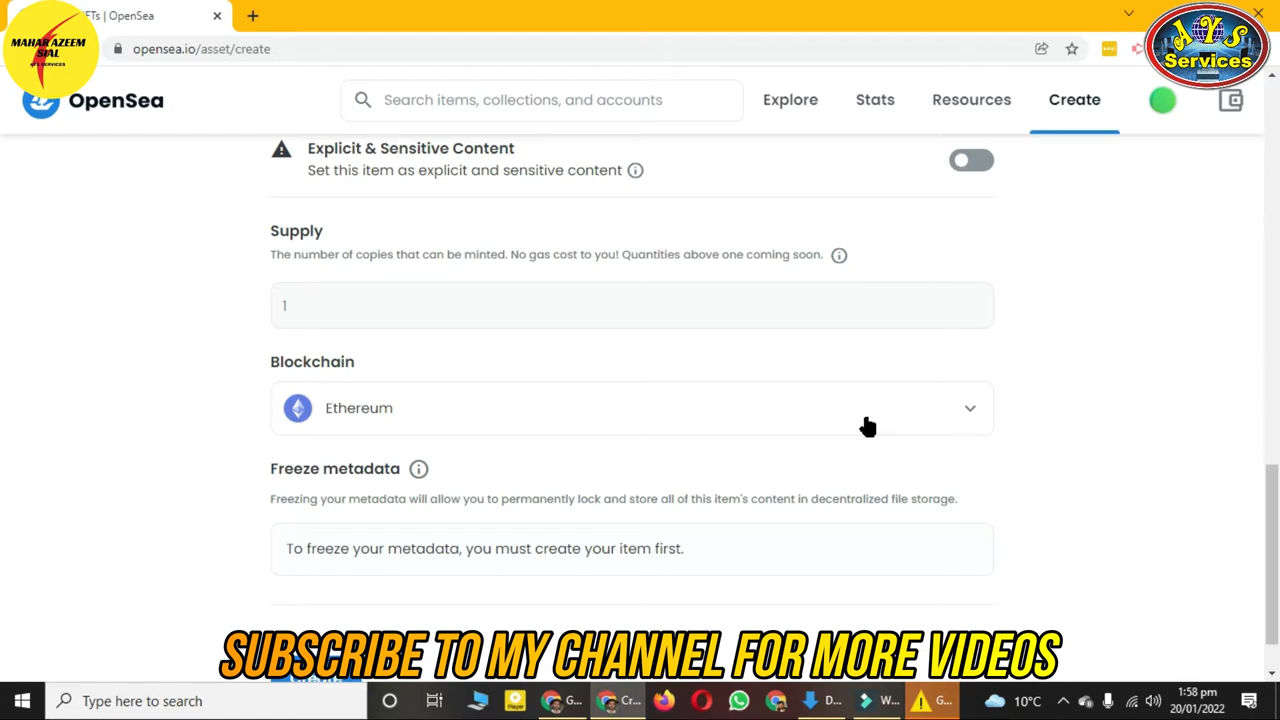 FTs | OpenSea
MAHAR AZEEM
SIAL
AYS SERVICES
opensea.io/asset/create
AYS
Services
OpenSea
Search items, collections, and accounts
Explore
Stats
Resources
Create
Explicit & Sensitive Content
Set this item as explicit and sensitive content
Supply
The number of copies that can be minted. No gas cost to you! Quantities above one coming soon.
1
Blockchain
Ethereum
Freeze metadata
Freezing your metadata will allow you to permanently lock and store all of this item's content in decentralized file storage.
To freeze your metadata, you must create your item first.
SUBSCRIBE TO MY CHANNEL FOR MORE VIDEOS
Type here to search
Player
G...
Cr...
D...
W...
G...
10°C
1:58 pm
20/01/2022